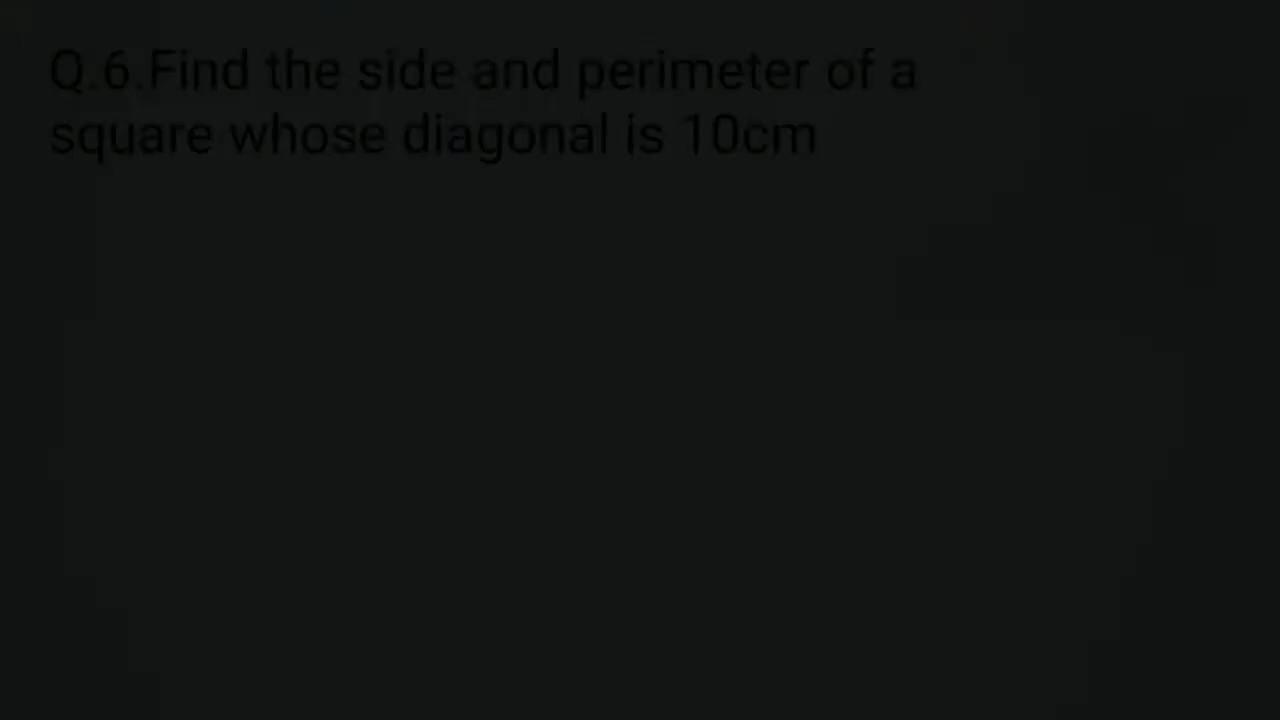 Q.6.Find the side and perimeter of a
square whose diagonal is 10cm